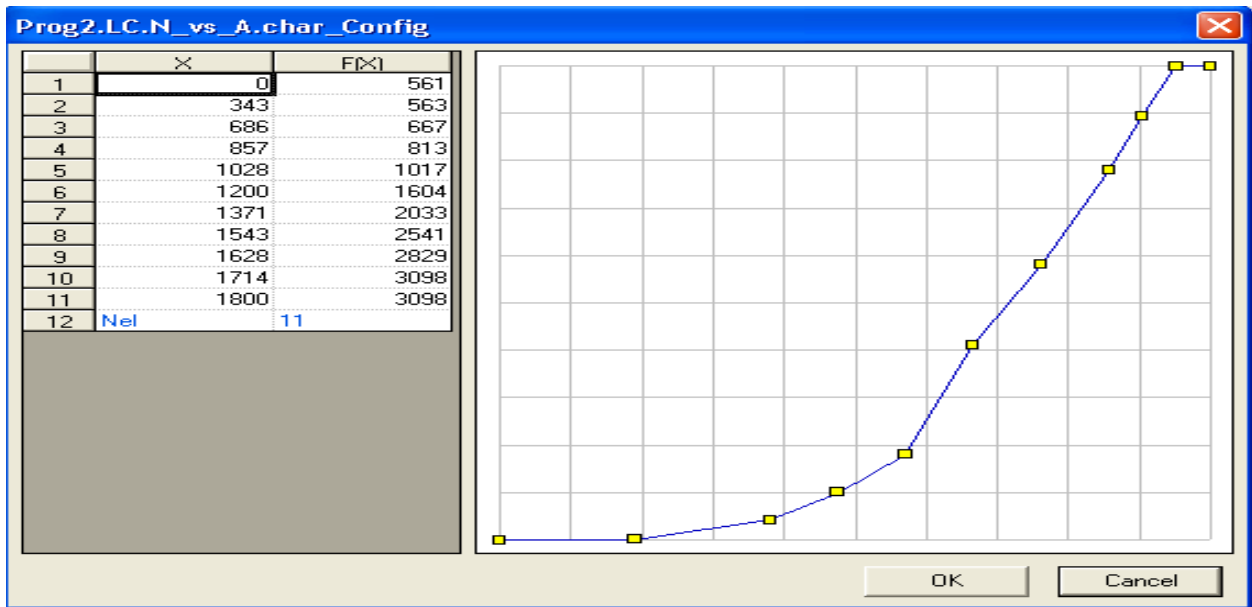 Prog2.LC.N_vs_A.char_Config
X F(X)
1 0 561
2 343 563
3 686 667
4 857 813
5 1028 1017
6 1200 1604
7 1371 2033
8 1543 2541
9 1628 2829
10 1714 3098
11 1800 3098
12 Nel 11
OK Cancel